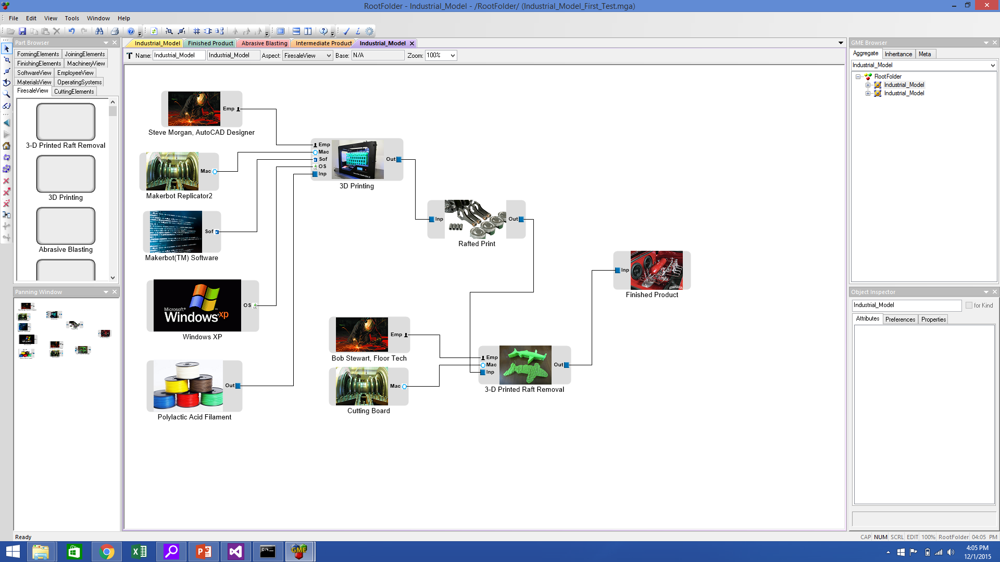 RootFolder - Industrial_Model - /RootFolder/ (Industrial_Model_First_Test.mga)
File Edit View Tools Window Help
Part Browser
FormingElements JoiningElements
FinishingElements MachineryView
SoftwareView EmployeeView
MaterialsView OperatingSystems
FiresaleView CuttingElements
3-D Printed Raft Removal
3D Printing
Abrasive Blasting
Panning Window
Industrial_Model Finished Product Abrasive Blasting Intermediate Product Industrial_Model
Name: Industrial_Model Industrial_Model Aspect: FiresaleView Base: N/A Zoom: 100%
Emp
Steve Morgan, AutoCAD Designer
Mac
Makerbot Replicator2
Sof
Makerbot(TM) Software
Microsoft®
Windows xp
OS
Windows XP
Out
Polylactic Acid Filament
Emp
Mac
Sof
OS
Inp
Out
3D Printing
Inp
Out
Rafted Print
Emp
Bob Stewart, Floor Tech
Mac
Cutting Board
Emp
Mac
Inp
Out
3-D Printed Raft Removal
Inp
Finished Product
GME Browser
Aggregate Inheritance Meta
Industrial_Model
RootFolder
Industrial_Model
Industrial_Model
Object Inspector
Industrial_Model for Kind
Attributes Preferences Properties
Ready
CAP NUM SCRL EDIT 100% RootFolder 04:05 PM
GME
4:05 PM
12/1/2015